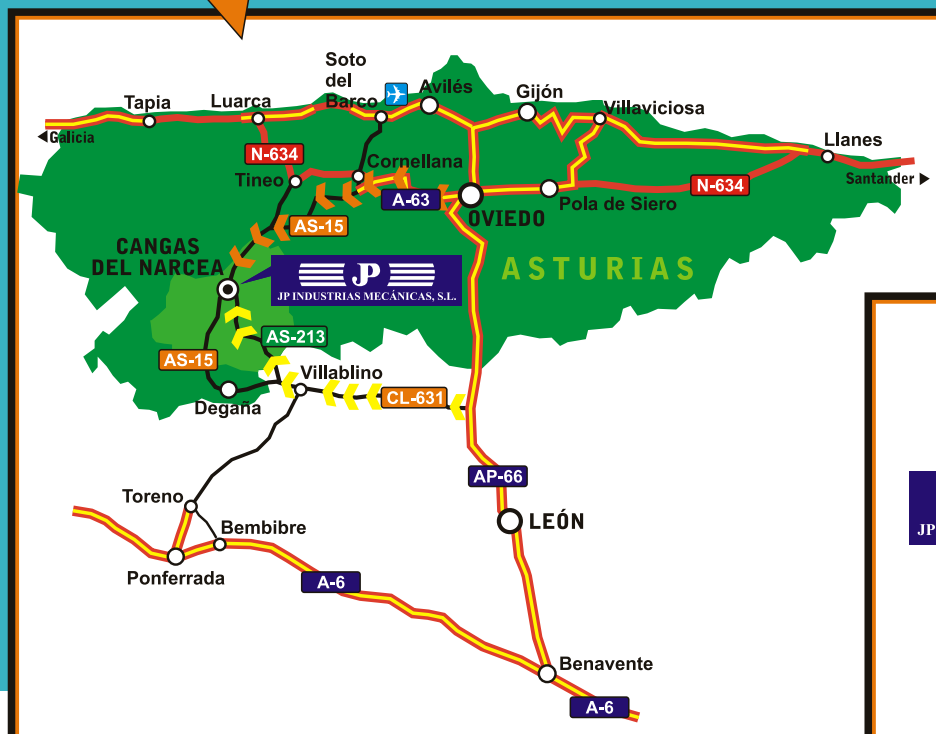 Soto
del
Barco
Avilés
Gijón
Tapia
Luarca
Villaviciosa
Galicia
Llanes
N-634
Cornellana
Tineo
Santander
N-634
A-63
Pola de Siero
OVIEDO
AS-15
CANGAS
DEL NARCEA
ASTURIAS
JP
JP INDUSTRIAS MECÁNICAS, S.L.
AS-213
AS-15
Villablino
CL-631
Degaña
AP-66
Toreno
LEÓN
Bembibre
Ponferrada
A-6
JP
Benavente
A-6